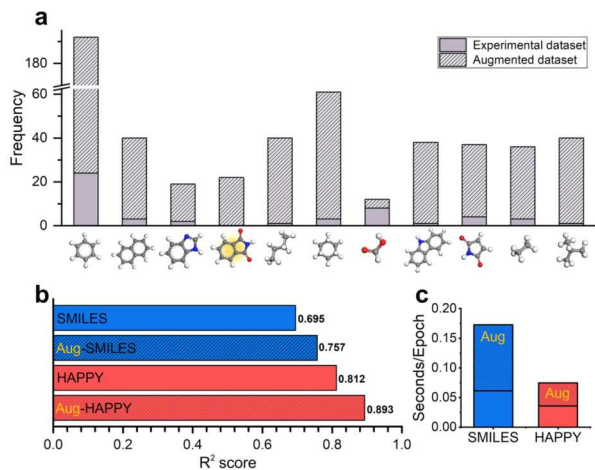 a
Experimental dataset
Augmented dataset
Frequency
180
60
40
20
0
b
SMILES
0.695
Aug-SMILES
0.757
HAPPY
0.812
Aug-HAPPY
0.893
0.0 0.2 0.4 0.6 0.8 1.0
R² score
c
Seconds/Epoch
0.20
0.15
0.10
0.05
0.00
Aug
Aug
SMILES HAPPY